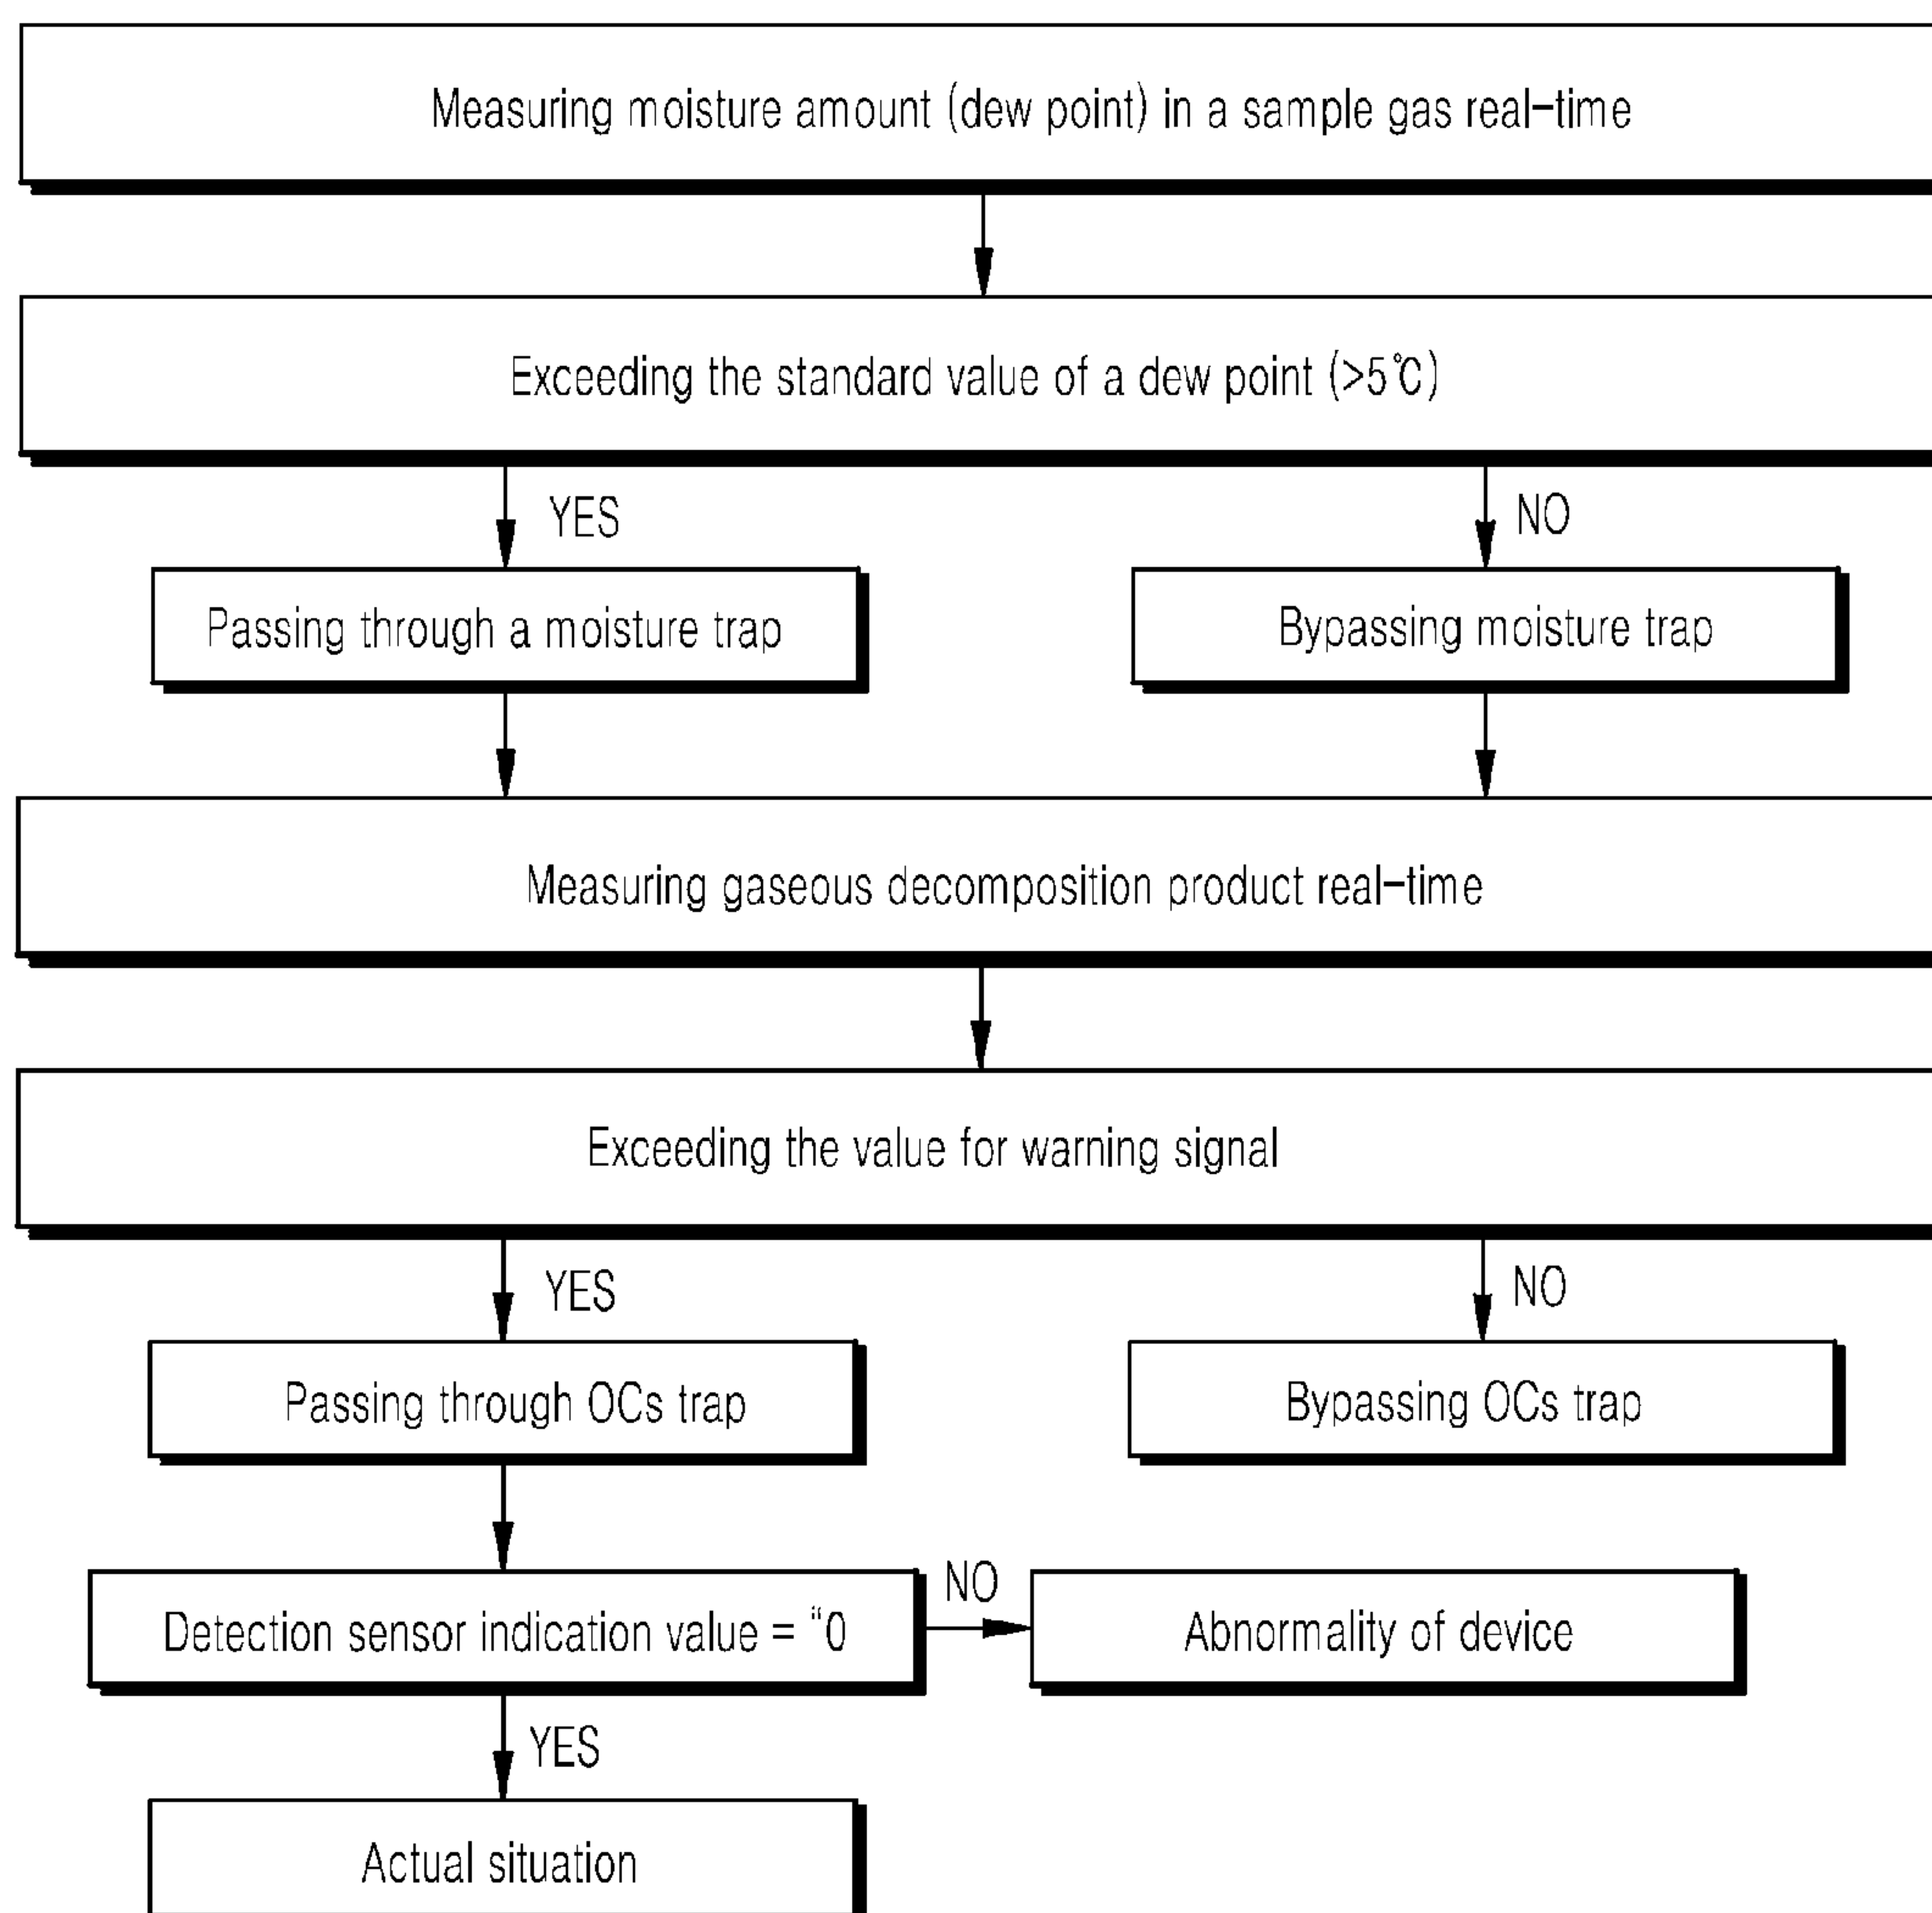 Measuring moisture amount (dew point) in a sample gas real-time
Exceeding the standard value of a dew point (>5℃)
YES
NO
Passing through a moisture trap
Bypassing moisture trap
Measuring gaseous decomposition product real-time
Exceeding the value for warning signal
YES
NO
Passing through OCs trap
Bypassing OCs trap
NO
Detection sensor indication value = “0
Abnormality of device
YES
Actual situation